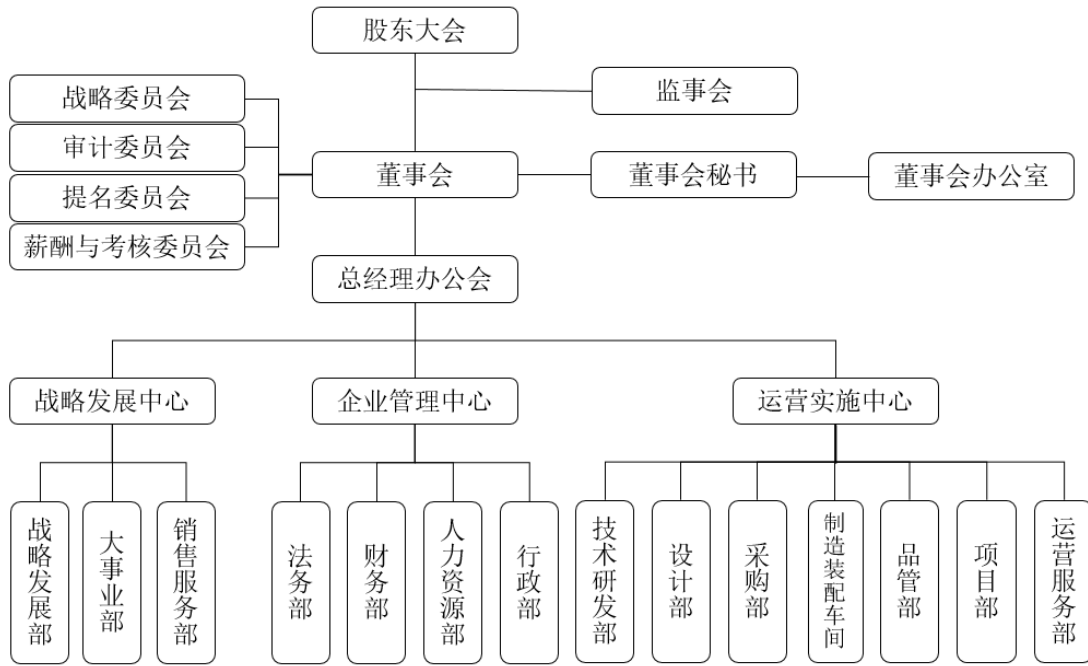 股东大会
监事会
战略委员会
审计委员会
提名委员会
薪酬与考核委员会
董事会
董事会秘书
董事会办公室
总经理办公会
战略发展中心
企业管理中心
运营实施中心
战略发展部
大事业部
销售服务部
法务部
财务部
人力资源部
行政部
技术研发部
设计部
采购部
制造装配车间
品管部
项目部
运营服务部